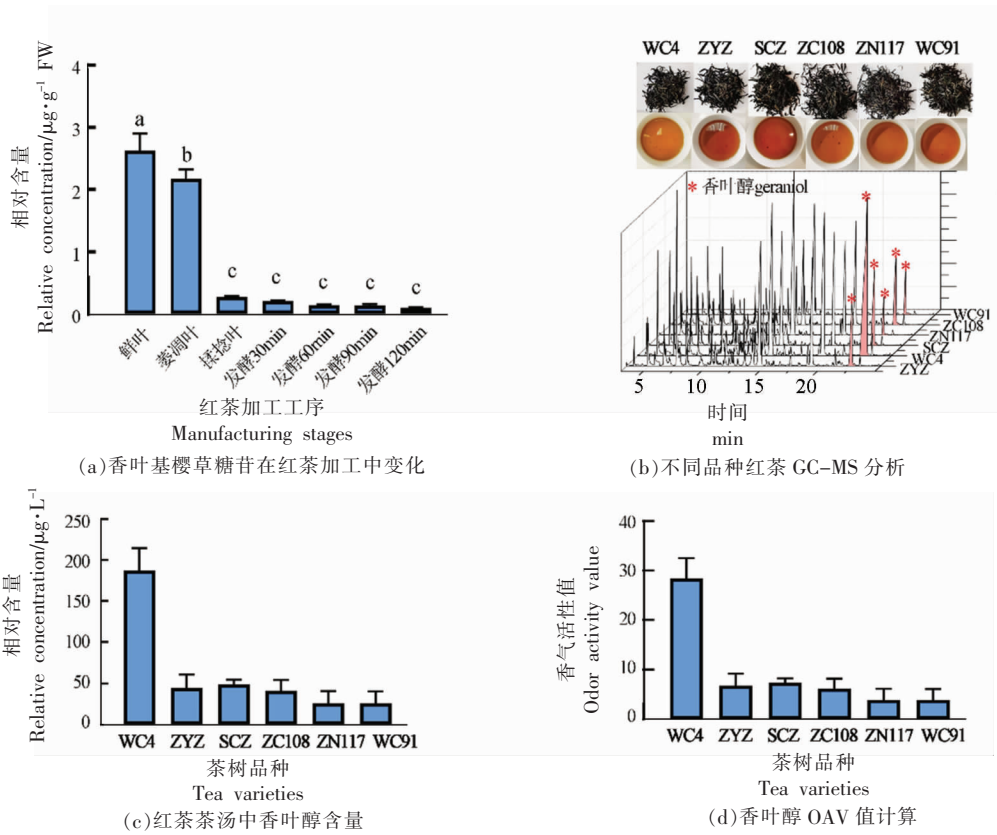 相对含量
Relative concentration/μg·g⁻¹ FW
4
3
2
1
0
a
b
c
c
c
c
c
鲜叶
萎凋叶
揉捻叶
发酵30min
发酵60min
发酵90min
发酵120min
红茶加工工序
Manufacturing stages
(a)香叶基樱草糖苷在红茶加工中变化
WC4 ZYZ SCZ ZC108 ZN117 WC91
* 香叶醇geraniol
*
*
*
*
*
*
WC91
ZC108
ZN117
SCZ
WC4
ZYZ
5 10 15 20
时间
min
(b)不同品种红茶 GC-MS 分析
相对含量
Relative concentration/μg·L⁻¹
250
200
150
100
50
0
WC4 ZYZ SCZ ZC108 ZN117 WC91
茶树品种
Tea varieties
(c)红茶茶汤中香叶醇含量
香气活性值
Odor activity value
40
30
20
10
0
WC4 ZYZ SCZ ZC108 ZN117 WC91
茶树品种
Tea varieties
(d)香叶醇 OAV 值计算